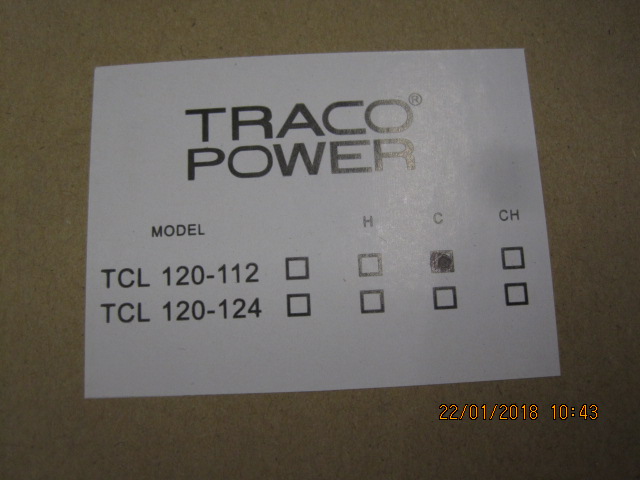 TRACO®
POWER
MODEL H C CH
TCL 120-112
TCL 120-124
22/01/2018 10:43